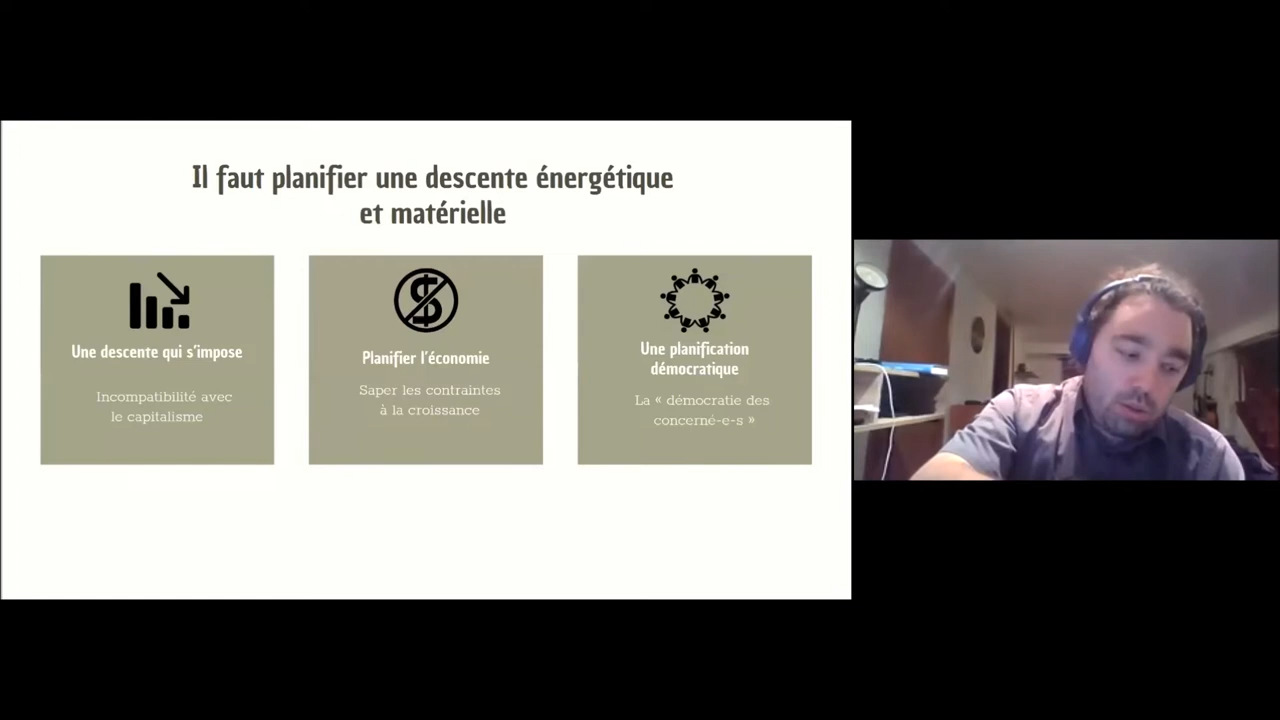 Il faut planifier une descente énergétique
et matérielle
Une descente qui s'impose
Incompatibilité avec
le capitalisme
Planifier l'économie
Saper les contraintes
à la croissance
Une planification
démocratique
La « démocratie des
concerné-e-s »